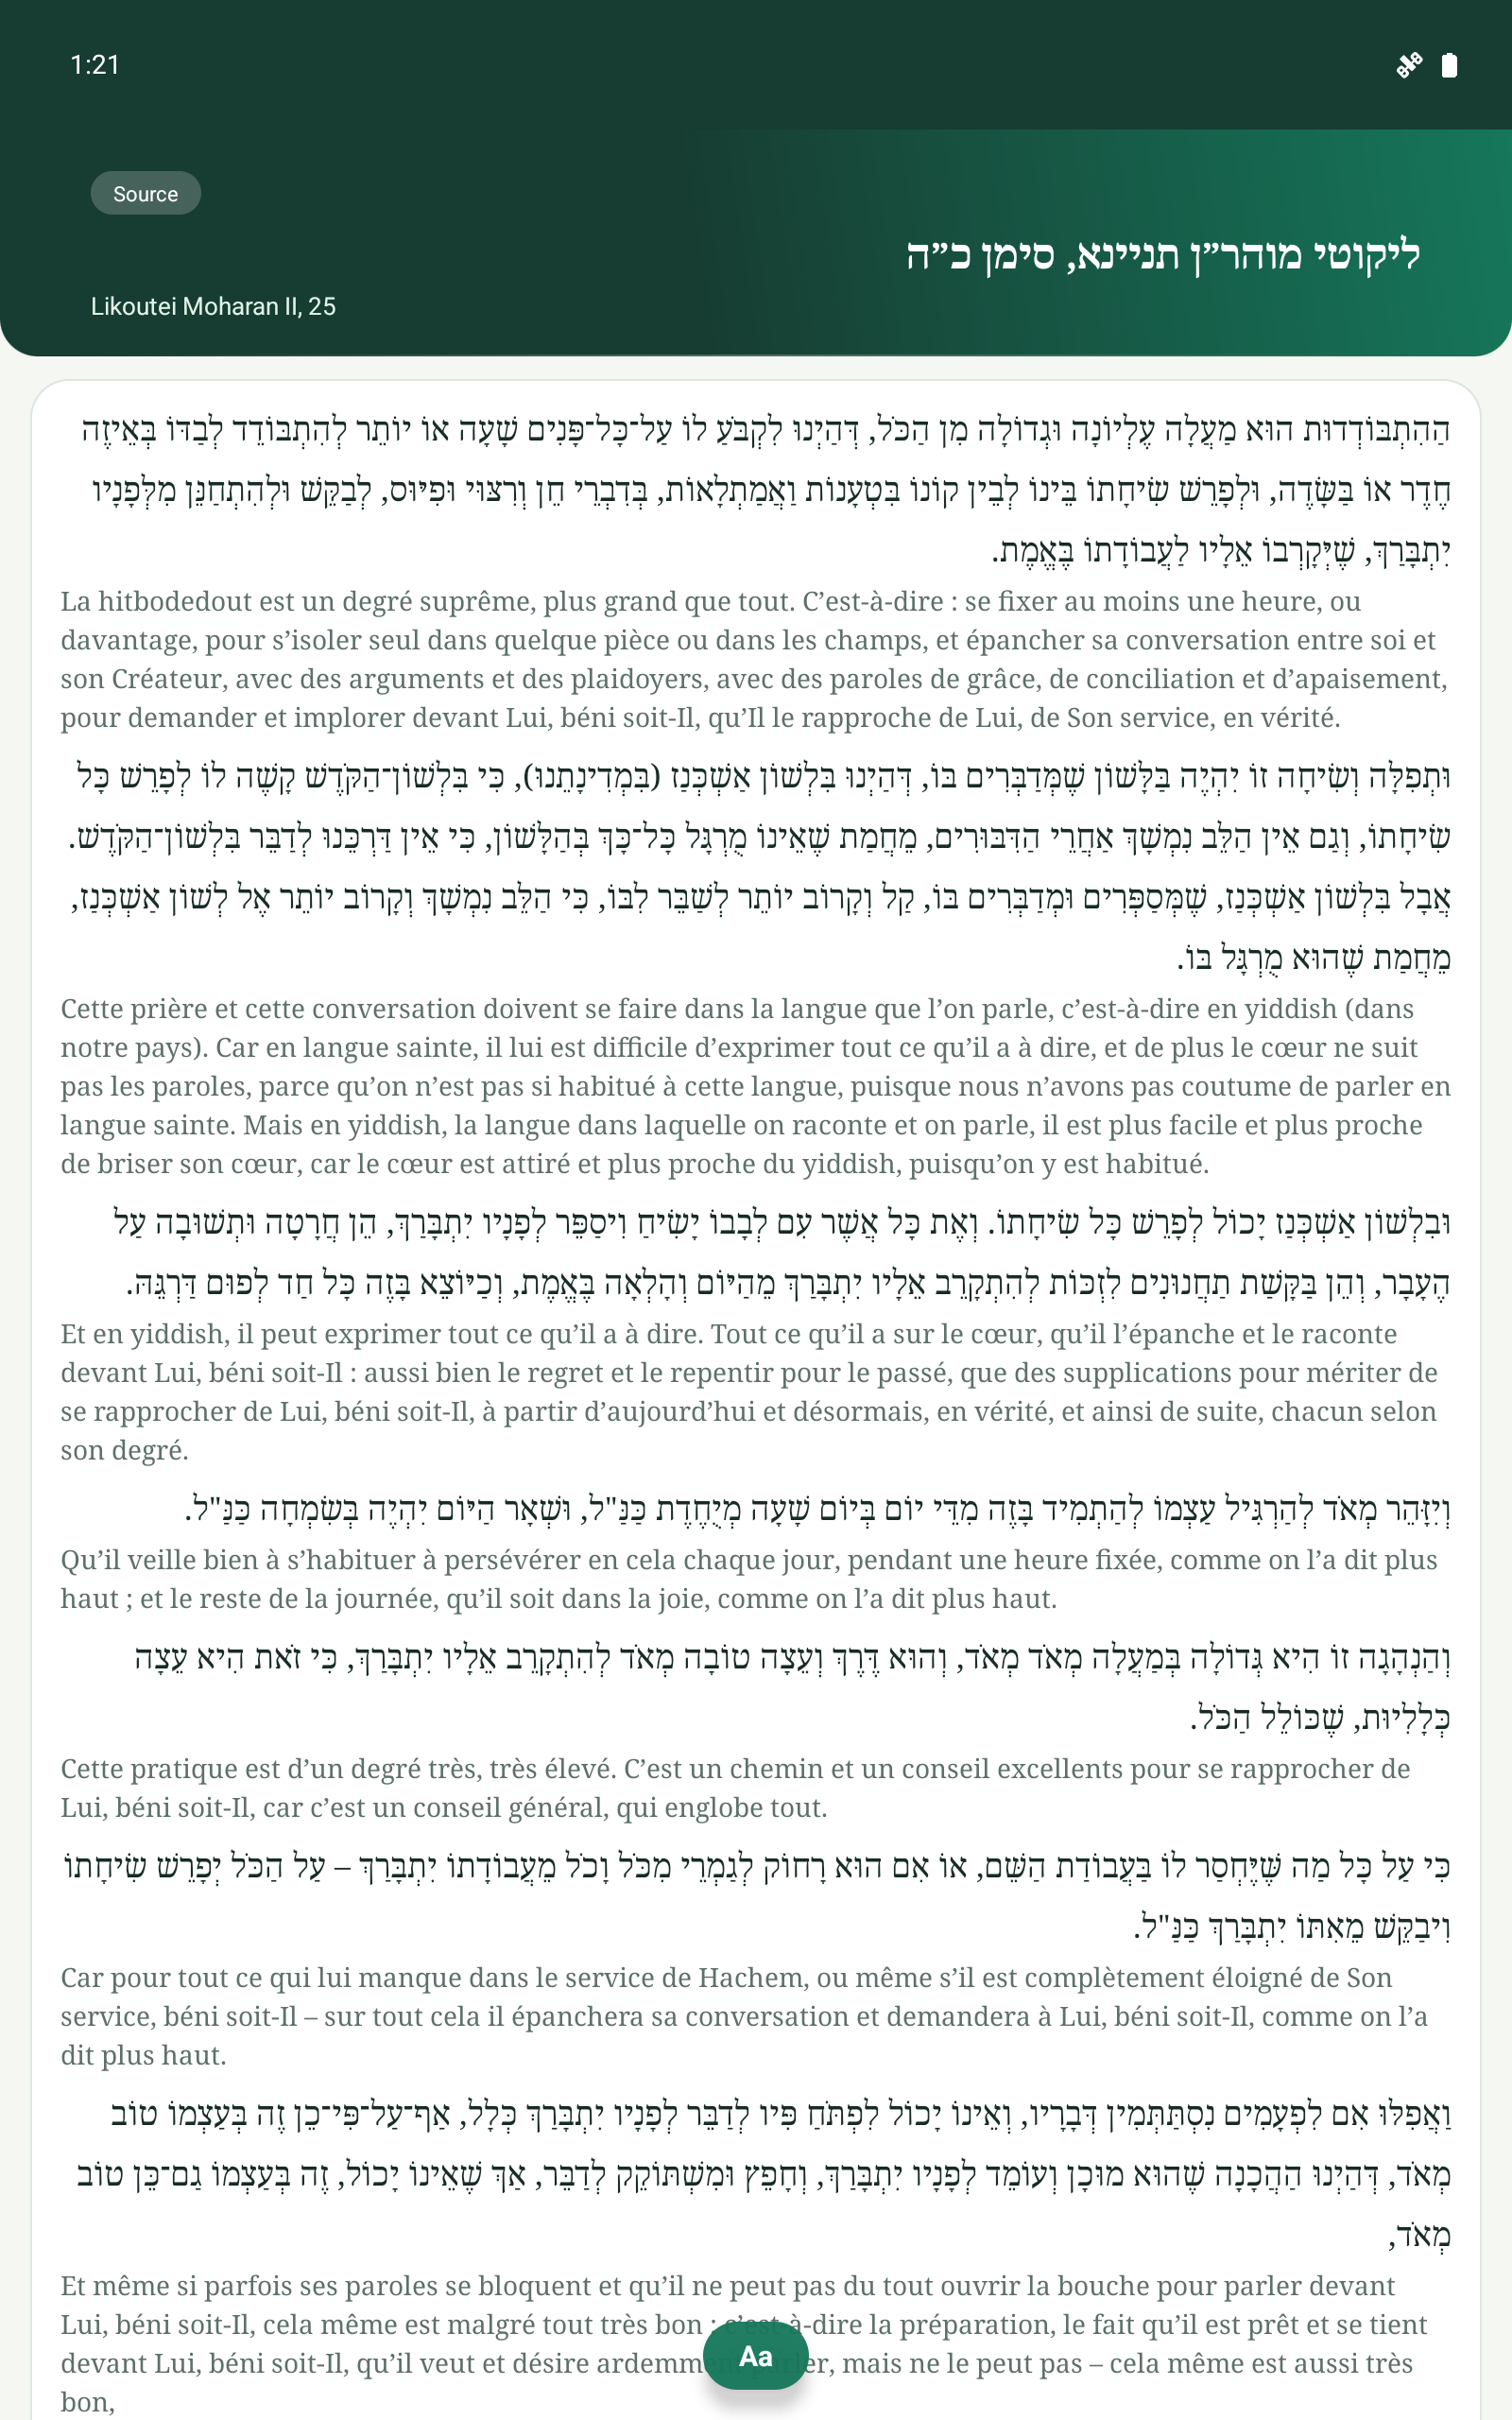 1:21
Source
ליקוטי מוהר״ן תניינא, סימן כ״ה
Likoutei Moharan II, 25
הַהִתְבּוֹדְדוּת הוּא מַעֲלָה עֶלְיוֹנָה וּגְדוֹלָה מִן הַכֹּל, דְּהַיְנוּ לִקְבֹּעַ לוֹ עַל־כָּל־פָּנִים שָׁעָה אוֹ יוֹתֵר לְהִתְבּוֹדֵד לְבַדּוֹ בְּאֵיזֶה
חֶדֶר אוֹ בַּשָּׂדֶה, וּלְפָרֵשׁ שִׂיחָתוֹ בֵּינוֹ לְבֵין קוֹנוֹ בִּטְעָנוֹת וַאֲמַתְלָאוֹת, בְּדִבְרֵי חֵן וְרִצּוּי וּפִיּוּס, לְבַקֵּשׁ וּלְהִתְחַנֵּן מִלְּפָנָיו
יִתְבָּרַךְ, שֶׁיְּקָרְבוֹ אֵלָיו לַעֲבוֹדָתוֹ בֶּאֱמֶת.
La hitbodedout est un degré suprême, plus grand que tout. C’est-à-dire : se fixer au moins une heure, ou
davantage, pour s’isoler seul dans quelque pièce ou dans les champs, et épancher sa conversation entre soi et
son Créateur, avec des arguments et des plaidoyers, avec des paroles de grâce, de conciliation et d’apaisement,
pour demander et implorer devant Lui, béni soit-Il, qu’Il le rapproche de Lui, de Son service, en vérité.
וּתְפִלָּה וְשִׂיחָה זוֹ יִהְיֶה בַּלָּשׁוֹן שֶׁמְּדַבְּרִים בּוֹ, דְּהַיְנוּ בִּלְשׁוֹן אַשְׁכְּנַז (בִּמְדִינָתֵנוּ), כִּי בִּלְשׁוֹן־הַקֹּדֶשׁ קָשֶׁה לוֹ לְפָרֵשׁ כָּל
שִׂיחָתוֹ, וְגַם אֵין הַלֵּב נִמְשָׁךְ אַחֲרֵי הַדִּבּוּרִים, מֵחֲמַת שֶׁאֵינוֹ מֻרְגָּל כָּל־כָּךְ בְּהַלָּשׁוֹן, כִּי אֵין דַּרְכֵּנוּ לְדַבֵּר בִּלְשׁוֹן־הַקֹּדֶשׁ.
אֲבָל בִּלְשׁוֹן אַשְׁכְּנַז, שֶׁמְּסַפְּרִים וּמְדַבְּרִים בּוֹ, קַל וְקָרוֹב יוֹתֵר לְשַׁבֵּר לִבּוֹ, כִּי הַלֵּב נִמְשָׁךְ וְקָרוֹב יוֹתֵר אֶל לְשׁוֹן אַשְׁכְּנַז,
מֵחֲמַת שֶׁהוּא מֻרְגָּל בּוֹ.
Cette prière et cette conversation doivent se faire dans la langue que l’on parle, c’est-à-dire en yiddish (dans
notre pays). Car en langue sainte, il lui est difficile d’exprimer tout ce qu’il a à dire, et de plus le cœur ne suit
pas les paroles, parce qu’on n’est pas si habitué à cette langue, puisque nous n’avons pas coutume de parler en
langue sainte. Mais en yiddish, la langue dans laquelle on raconte et on parle, il est plus facile et plus proche
de briser son cœur, car le cœur est attiré et plus proche du yiddish, puisqu’on y est habitué.
וּבִלְשׁוֹן אַשְׁכְּנַז יָכוֹל לְפָרֵשׁ כָּל שִׂיחָתוֹ. וְאֶת כָּל אֲשֶׁר עִם לְבָבוֹ יָשִׂיחַ וִיסַפֵּר לְפָנָיו יִתְבָּרַךְ, הֵן חֲרָטָה וּתְשׁוּבָה עַל
הֶעָבָר, וְהֵן בַּקָּשַׁת תַּחֲנוּנִים לִזְכּוֹת לְהִתְקָרֵב אֵלָיו יִתְבָּרַךְ מֵהַיּוֹם וְהָלְאָה בֶּאֱמֶת, וְכַיּוֹצֵא בָּזֶה כָּל חַד לְפוּם דַּרְגֵּהּ.
Et en yiddish, il peut exprimer tout ce qu’il a à dire. Tout ce qu’il a sur le cœur, qu’il l’épanche et le raconte
devant Lui, béni soit-Il : aussi bien le regret et le repentir pour le passé, que des supplications pour mériter de
se rapprocher de Lui, béni soit-Il, à partir d’aujourd’hui et désormais, en vérité, et ainsi de suite, chacun selon
son degré.
וְיִזָּהֵר מְאֹד לְהַרְגִּיל עַצְמוֹ לְהַתְמִיד בָּזֶה מִדֵּי יוֹם בְּיוֹם שָׁעָה מְיֻחֶדֶת כַּנַּ"ל, וּשְׁאָר הַיּוֹם יִהְיֶה בְּשִׂמְחָה כַּנַּ"ל.
Qu’il veille bien à s’habituer à persévérer en cela chaque jour, pendant une heure fixée, comme on l’a dit plus
haut ; et le reste de la journée, qu’il soit dans la joie, comme on l’a dit plus haut.
וְהַנְהָגָה זוֹ הִיא גְּדוֹלָה בְּמַעֲלָה מְאֹד מְאֹד, וְהוּא דֶּרֶךְ וְעֵצָה טוֹבָה מְאֹד לְהִתְקָרֵב אֵלָיו יִתְבָּרַךְ, כִּי זֹאת הִיא עֵצָה
כְּלָלִיּוּת, שֶׁכּוֹלֵל הַכֹּל.
Cette pratique est d’un degré très, très élevé. C’est un chemin et un conseil excellents pour se rapprocher de
Lui, béni soit-Il, car c’est un conseil général, qui englobe tout.
כִּי עַל כָּל מַה שֶּׁיֶּחְסַר לוֹ בַּעֲבוֹדַת הַשֵּׁם, אוֹ אִם הוּא רָחוֹק לְגַמְרֵי מִכֹּל וָכֹל מֵעֲבוֹדָתוֹ יִתְבָּרַךְ – עַל הַכֹּל יְפָרֵשׁ שִׂיחָתוֹ
וִיבַקֵּשׁ מֵאִתּוֹ יִתְבָּרַךְ כַּנַּ"ל.
Car pour tout ce qui lui manque dans le service de Hachem, ou même s’il est complètement éloigné de Son
service, béni soit-Il – sur tout cela il épanchera sa conversation et demandera à Lui, béni soit-Il, comme on l’a
dit plus haut.
וַאֲפִלּוּ אִם לִפְעָמִים נִסְתַּתְּמִין דְּבָרָיו, וְאֵינוֹ יָכוֹל לִפְתֹּחַ פִּיו לְדַבֵּר לְפָנָיו יִתְבָּרַךְ כְּלָל, אַף־עַל־פִּי־כֵן זֶה בְּעַצְמוֹ טוֹב
מְאֹד, דְּהַיְנוּ הַהֲכָנָה שֶׁהוּא מוּכָן וְעוֹמֵד לְפָנָיו יִתְבָּרַךְ, וְחָפֵץ וּמִשְׁתּוֹקֵק לְדַבֵּר, אַךְ שֶׁאֵינוֹ יָכוֹל, זֶה בְּעַצְמוֹ גַם־כֵּן טוֹב
מְאֹד,
Et même si parfois ses paroles se bloquent et qu’il ne peut pas du tout ouvrir la bouche pour parler devant
Lui, béni soit-Il, cela même est malgré tout très bon : c’est-à-dire la préparation, le fait qu’il est prêt et se tient
devant Lui, béni soit-Il, qu’il veut et désire ardemment parler, mais ne le peut pas – cela même est aussi très
bon,
Aa